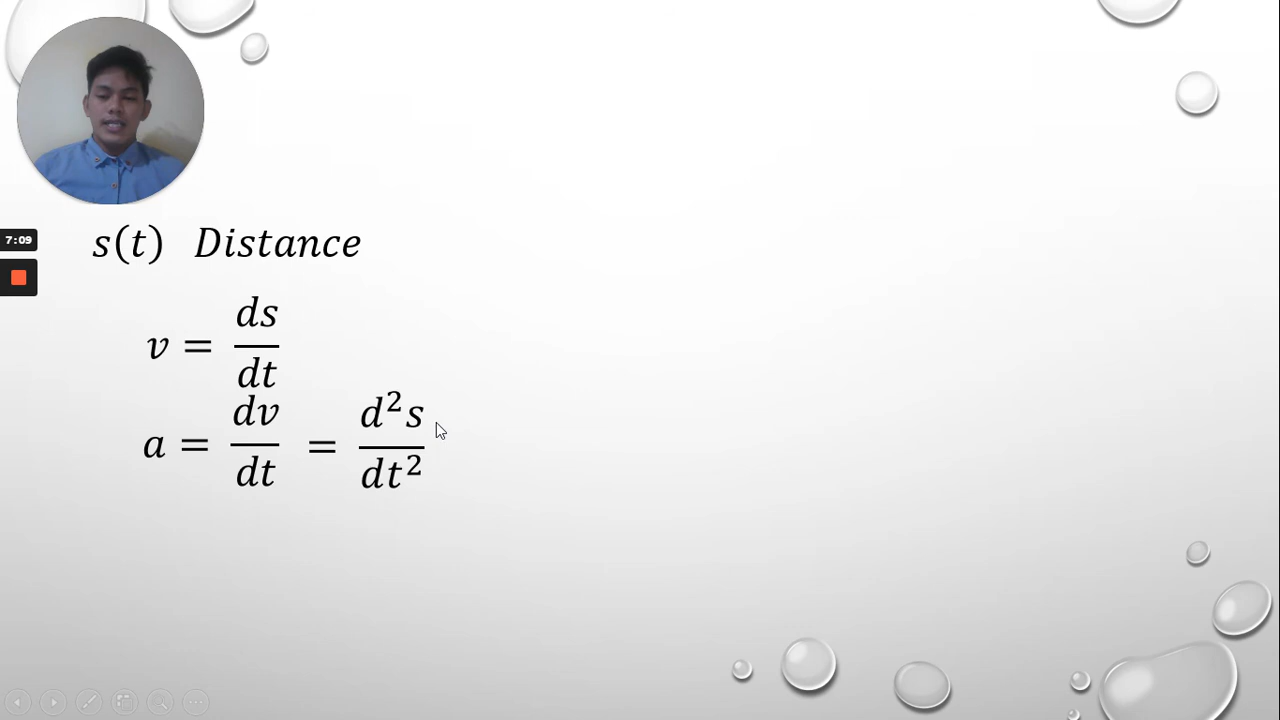 7:09
s(t) Distance
v = ds/dt
a = dv/dt = d²s/dt²